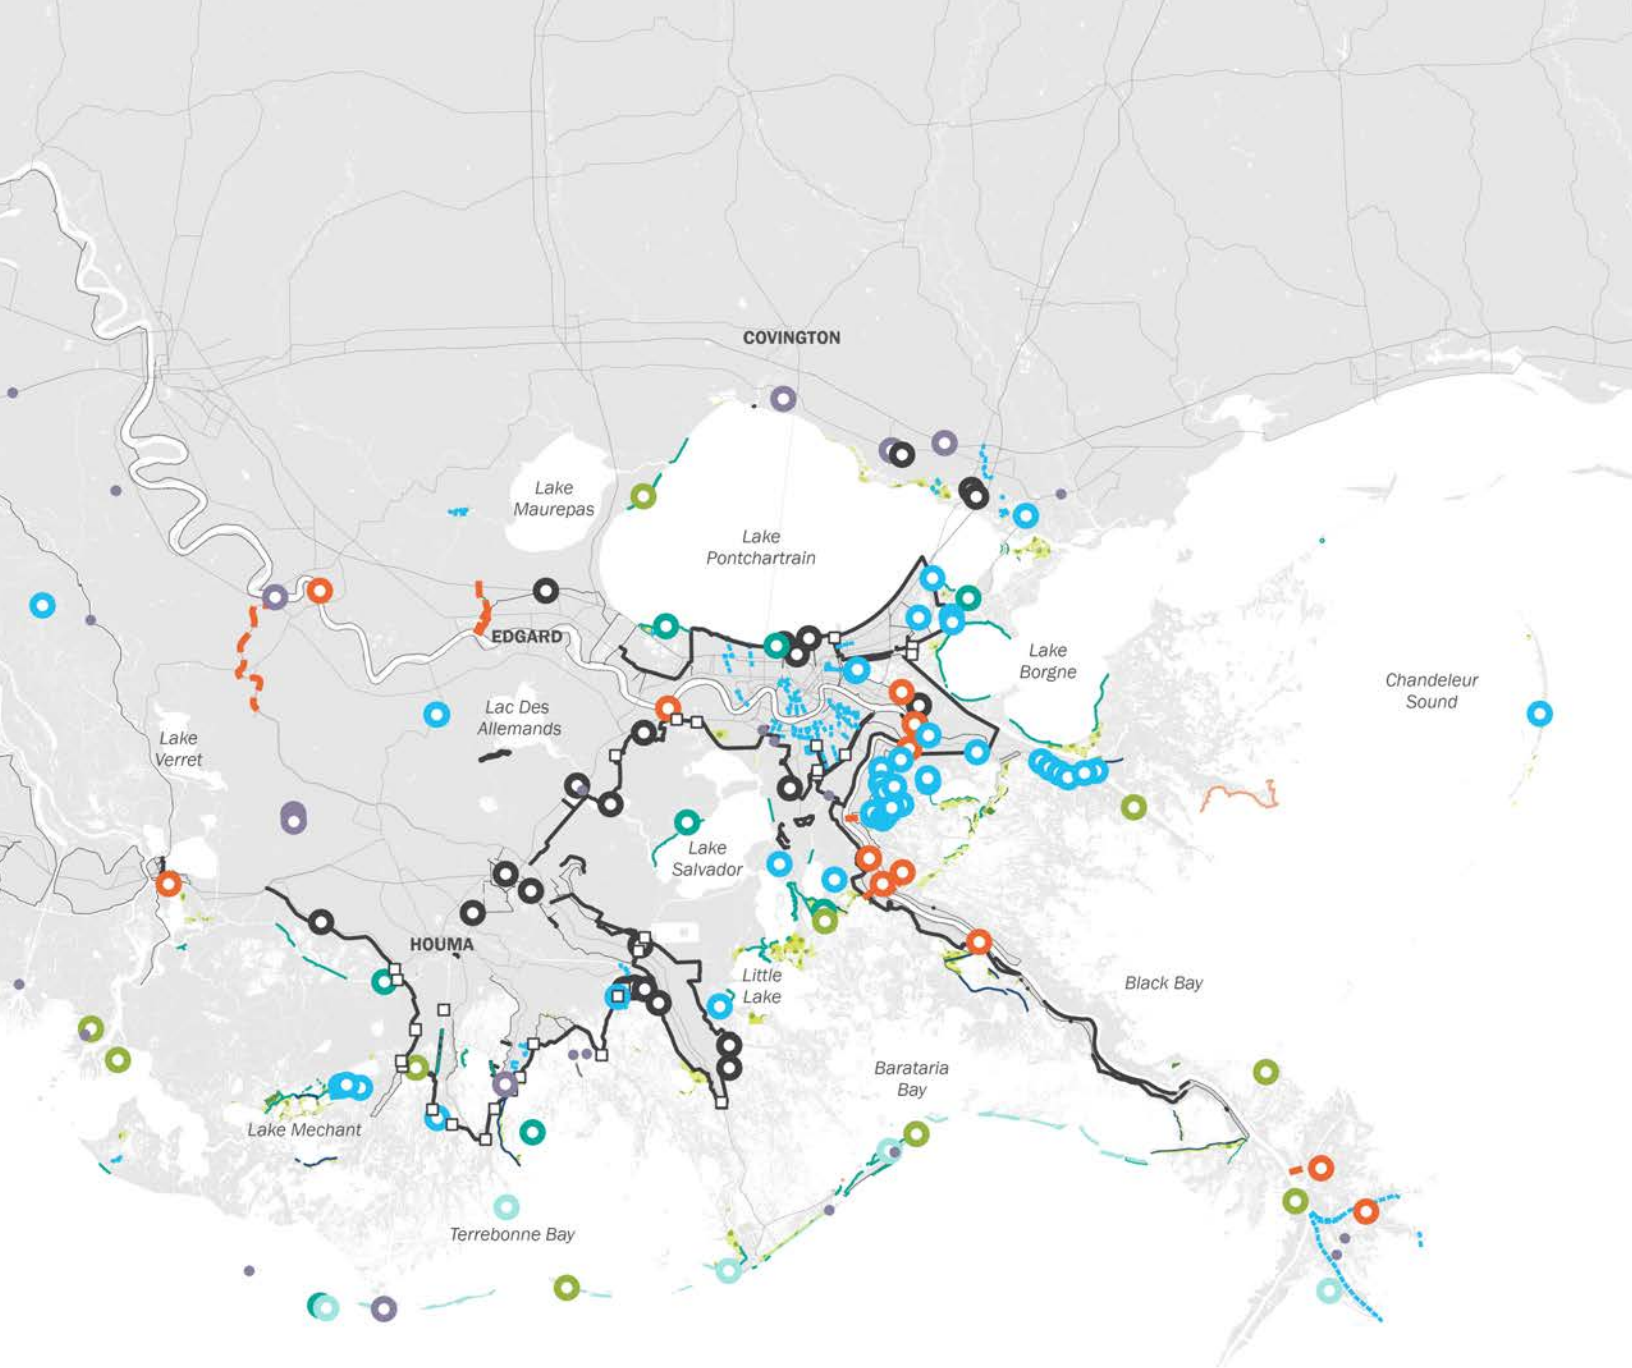 COVINGTON
Lake
Maurepas
Lake
Pontchartrain
EDGARD
Lake
Borgne
Chandeleur
Sound
Lac Des
Allemands
Lake
Verret
Lake
Salvador
HOUMA
Little
Lake
Black Bay
Barataria
Bay
Lake Mechant
Terrebonne Bay